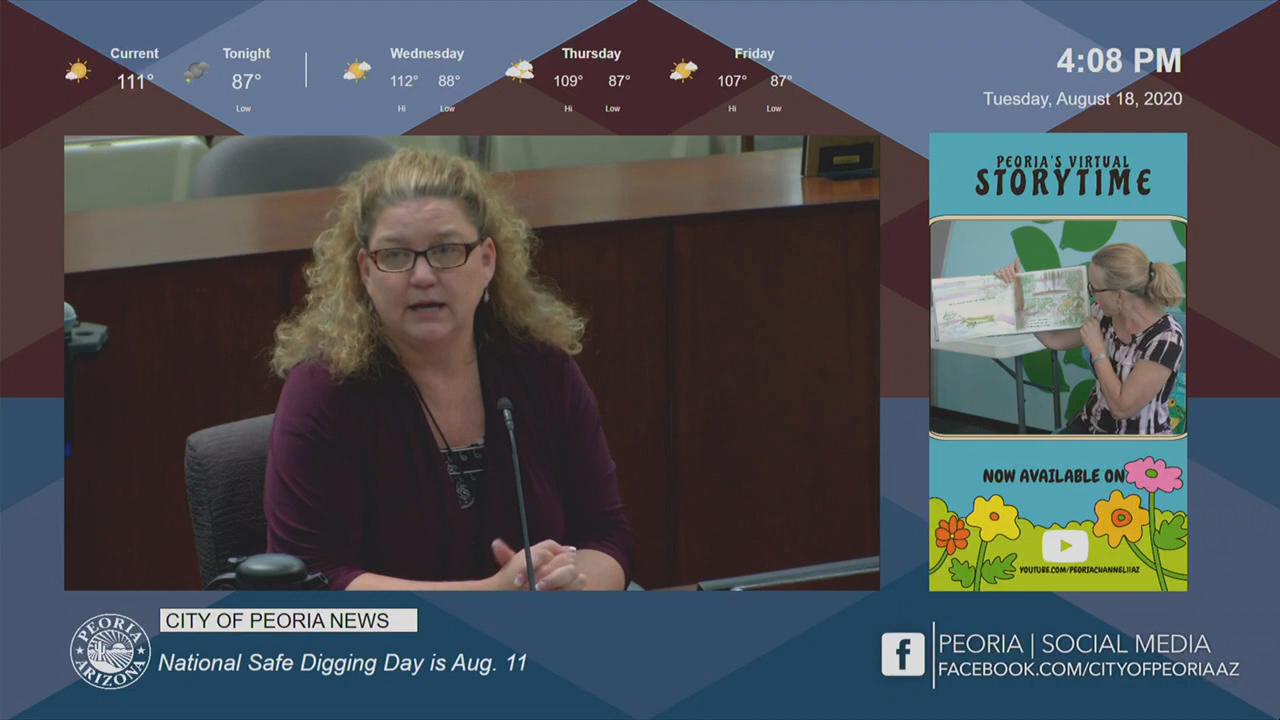 Current
111°
Tonight
87°
Low
Wednesday
112° 88°
Hi Low
Thursday
109° 87°
Hi Low
Friday
107° 87°
Hi Low
4:08 PM
Tuesday, August 18, 2020
PEORIA'S VIRTUAL
STORYTIME
NOW AVAILABLE ON
YOUTUBE.COM/PEORIACHANNEL11AZ
PEORIA
ARIZONA
CITY OF PEORIA NEWS
National Safe Digging Day is Aug. 11
f
PEORIA | SOCIAL MEDIA
FACEBOOK.COM/CITYOFPEORIAAZ